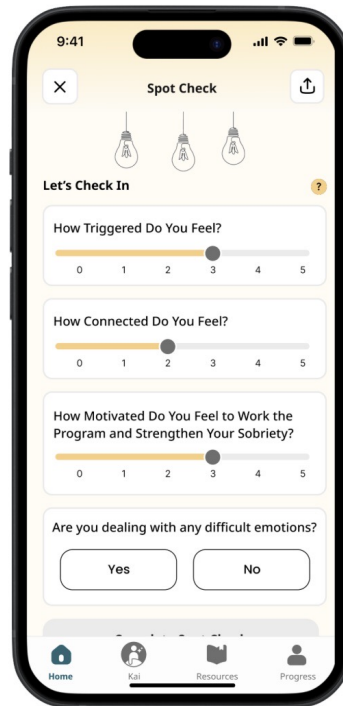 9:41
Spot Check
Let's Check In
?
How Triggered Do You Feel?
0 1 2 3 4 5
How Connected Do You Feel?
0 1 2 3 4 5
How Motivated Do You Feel to Work the
Program and Strengthen Your Sobriety?
0 1 2 3 4 5
Are you dealing with any difficult emotions?
Yes No
Home Kai Resources Progress